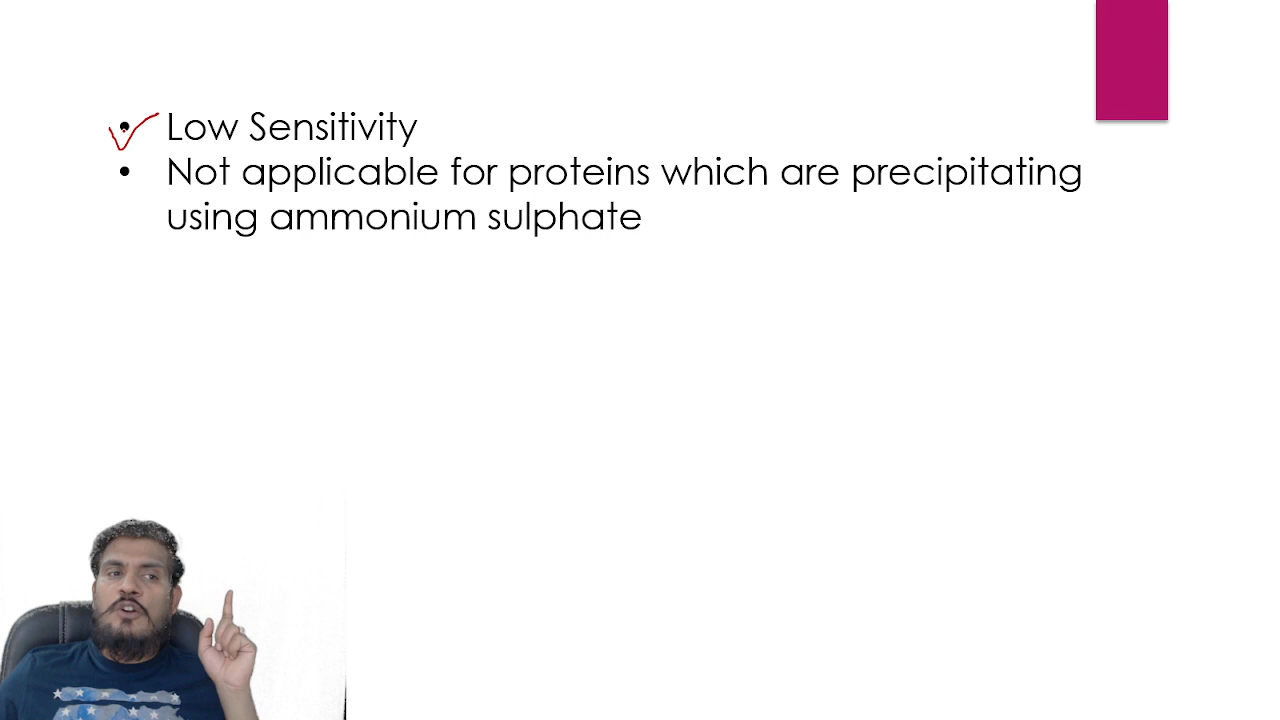 Low Sensitivity
Not applicable for proteins which are precipitating
using ammonium sulphate